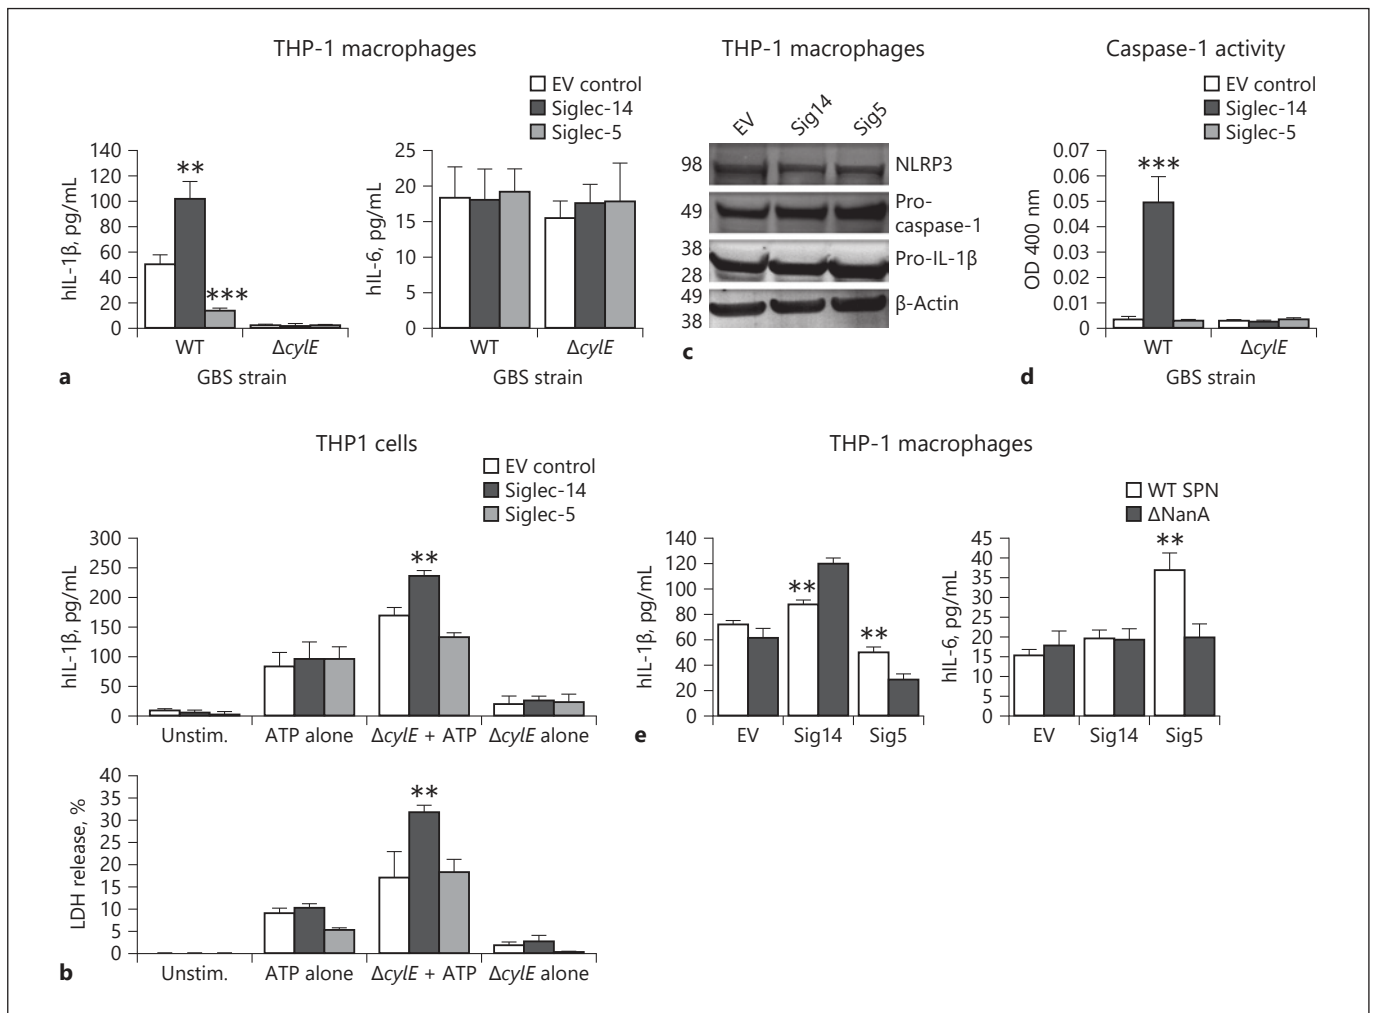 THP-1 macrophages
EV control
Siglec-14
Siglec-5
hIL-1β, pg/mL
140
120
100
80
60
40
20
0
**
***
WT
ΔcylE
GBS strain
hIL-6, pg/mL
25
20
15
10
5
0
WT
ΔcylE
GBS strain
a
THP-1 macrophages
EV
Sig14
Sig5
98
NLRP3
49
Pro-
caspase-1
38
28
Pro-IL-1β
49
38
β-Actin
c
Caspase-1 activity
EV control
Siglec-14
Siglec-5
OD 400 nm
0.07
0.06
0.05
0.04
0.03
0.02
0.01
0
***
WT
ΔcylE
GBS strain
d
THP1 cells
EV control
Siglec-14
Siglec-5
hIL-1β, pg/mL
300
250
200
150
100
50
0
**
Unstim.
ATP alone
ΔcylE + ATP
ΔcylE alone
LDH release, %
40
35
30
25
20
15
10
5
0
**
Unstim.
ATP alone
ΔcylE + ATP
ΔcylE alone
b
THP-1 macrophages
WT SPN
ΔNanA
hIL-1β, pg/mL
140
120
100
80
60
40
20
0
**
**
EV
Sig14
Sig5
hIL-6, pg/mL
45
40
35
30
25
20
15
10
5
0
**
EV
Sig14
Sig5
e